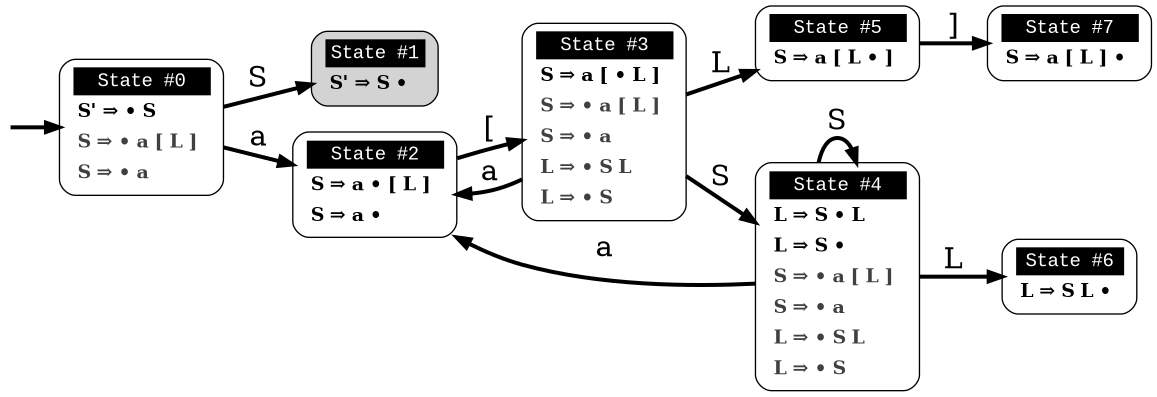 State #0
S' ⇒ • S
S ⇒ • a [ L ]
S ⇒ • a
S
a
State #1
S' ⇒ S •
State #2
S ⇒ a • [ L ]
S ⇒ a •
[
a
State #3
S ⇒ a [ • L ]
S ⇒ • a [ L ]
S ⇒ • a
L ⇒ • S L
L ⇒ • S
L
S
a
State #5
S ⇒ a [ L • ]
]
State #7
S ⇒ a [ L ] •
S
State #4
L ⇒ S • L
L ⇒ S •
S ⇒ • a [ L ]
S ⇒ • a
L ⇒ • S L
L ⇒ • S
L
State #6
L ⇒ S L •